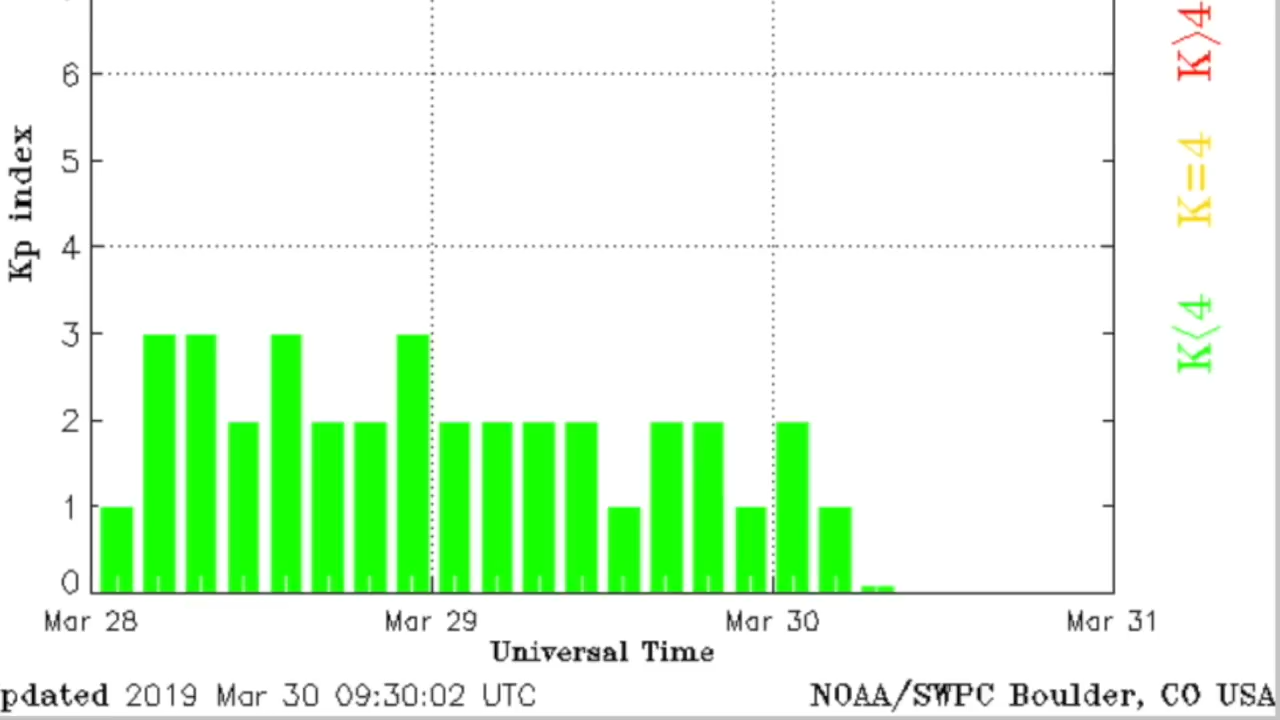 K>4
6
5
K=4
4
Kp index
3
K<4
2
1
0
Mar 28 Mar 29 Mar 30 Mar 31
Universal Time
pdated 2019 Mar 30 09:30:02 UTC NOAA/SWPC Boulder, CO USA